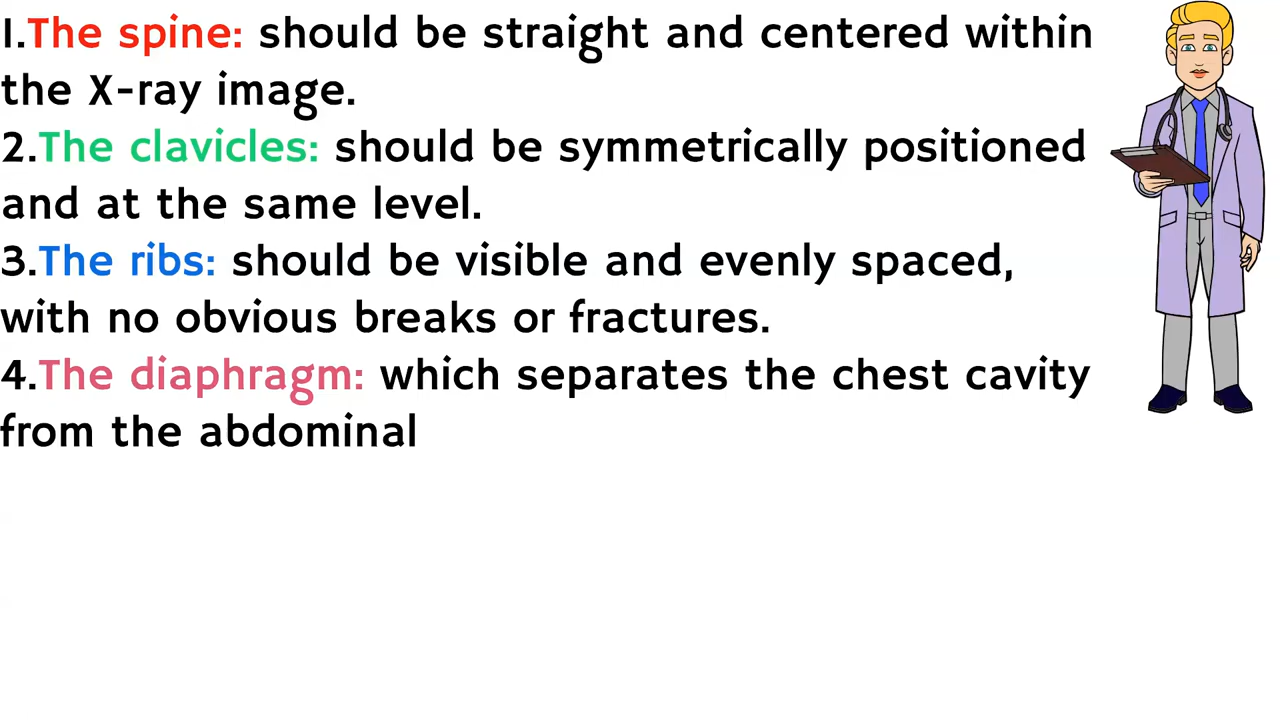 1.The spine: should be straight and centered within
the X-ray image.
2.The clavicles: should be symmetrically positioned
and at the same level.
3.The ribs: should be visible and evenly spaced,
with no obvious breaks or fractures.
4.The diaphragm: which separates the chest cavity
from the abdominal